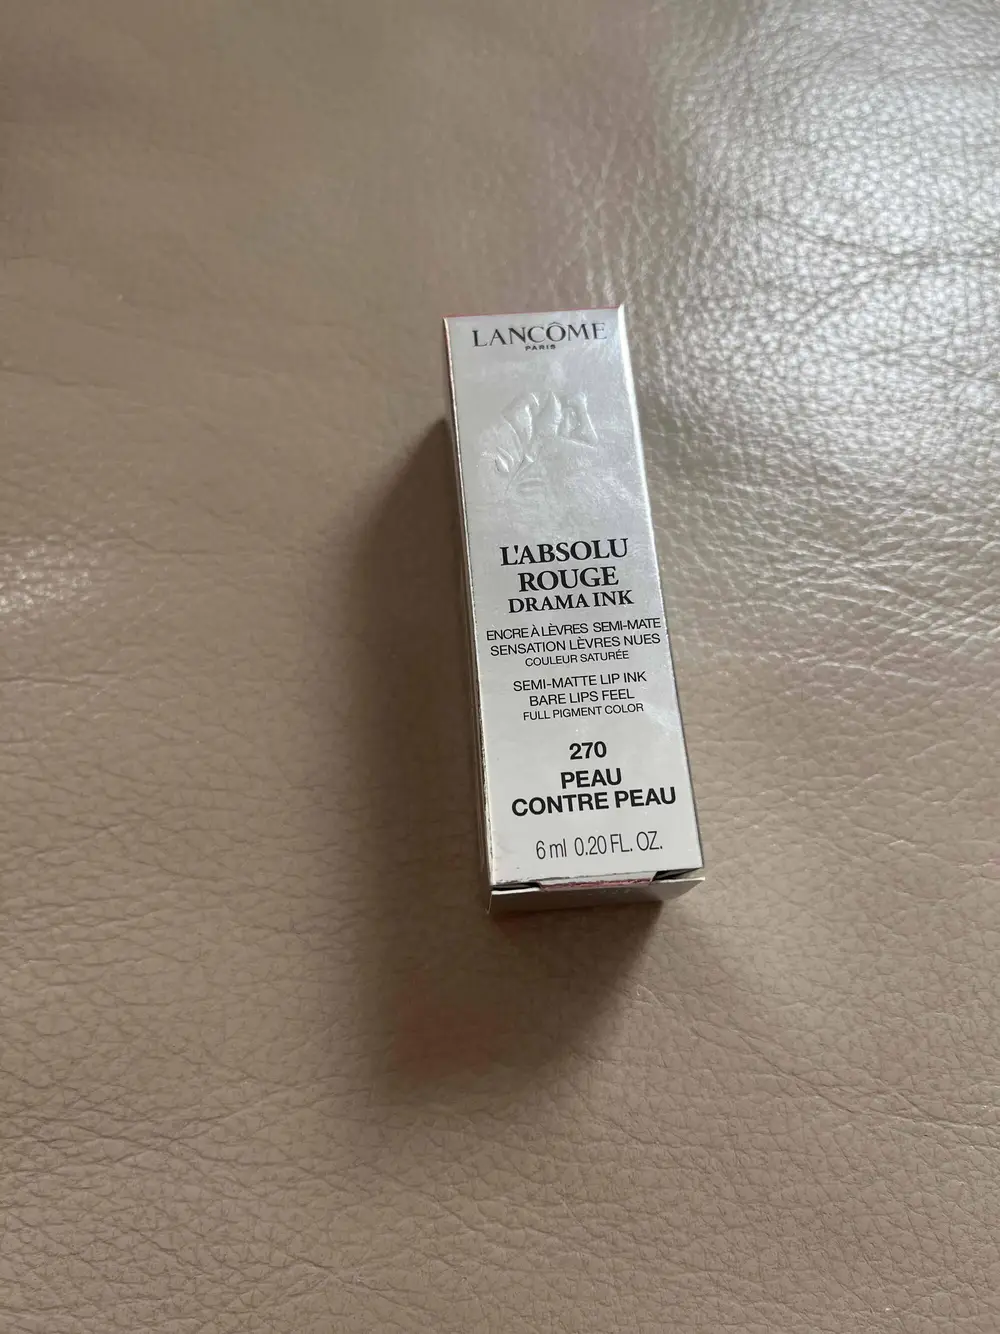 LANCÔME
PARIS
L'ABSOLU
ROUGE
DRAMA INK
ENCRE À LÈVRES SEMI-MATE
SENSATION LÈVRES NUES
COULEUR SATURÉE
SEMI-MATTE LIP INK
BARE LIPS FEEL
FULL PIGMENT COLOR
270
PEAU
CONTRE PEAU
6 ml 0.20 FL. OZ.